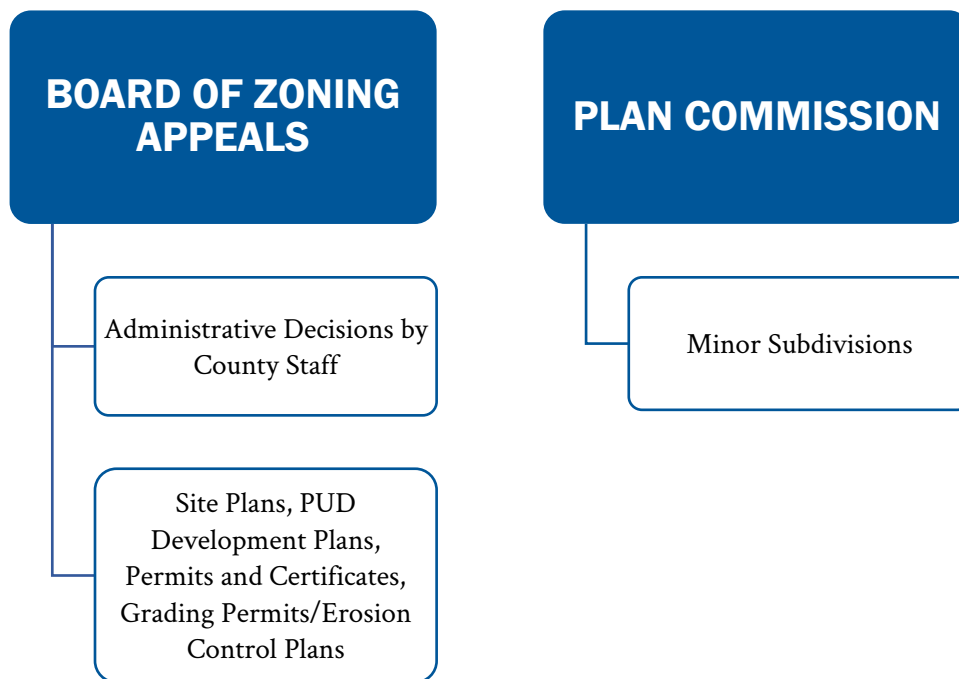 BOARD OF ZONING
APPEALS
Administrative Decisions by
County Staff
Site Plans, PUD
Development Plans,
Permits and Certificates,
Grading Permits/Erosion
Control Plans
PLAN COMMISSION
Minor Subdivisions